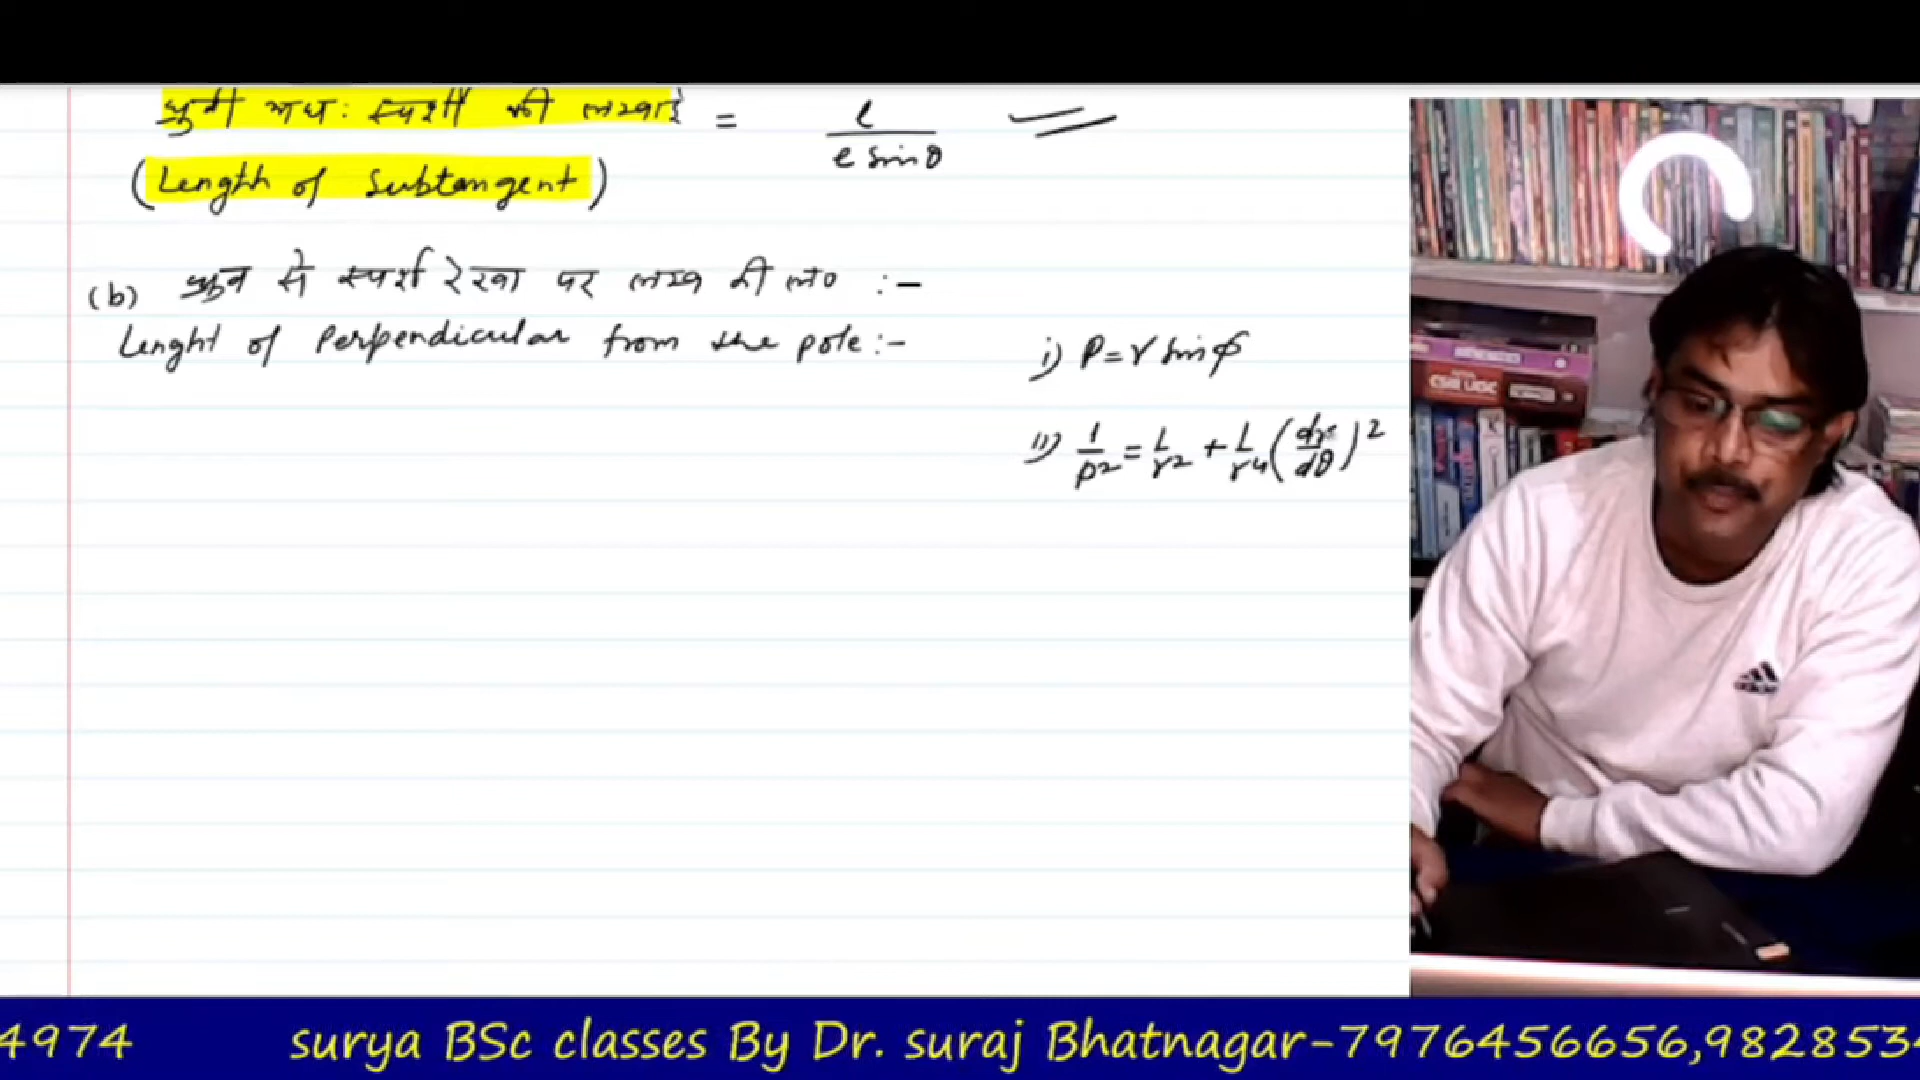 ध्रुवी अधः स्पर्शी की लम्बाई = l / e sinθ
(Length of Subtangent)
(b) ध्रुव से स्पर्श रेखा पर लम्ब की ल०:-
Lenght of Perpendicular from the pole:-
i) P = r sinϕ
ii) 1/p2 = 1/r2 + 1/r4 (dr/dθ)2
4974 surya BSc classes By Dr. suraj Bhatnagar-7976456656,982853